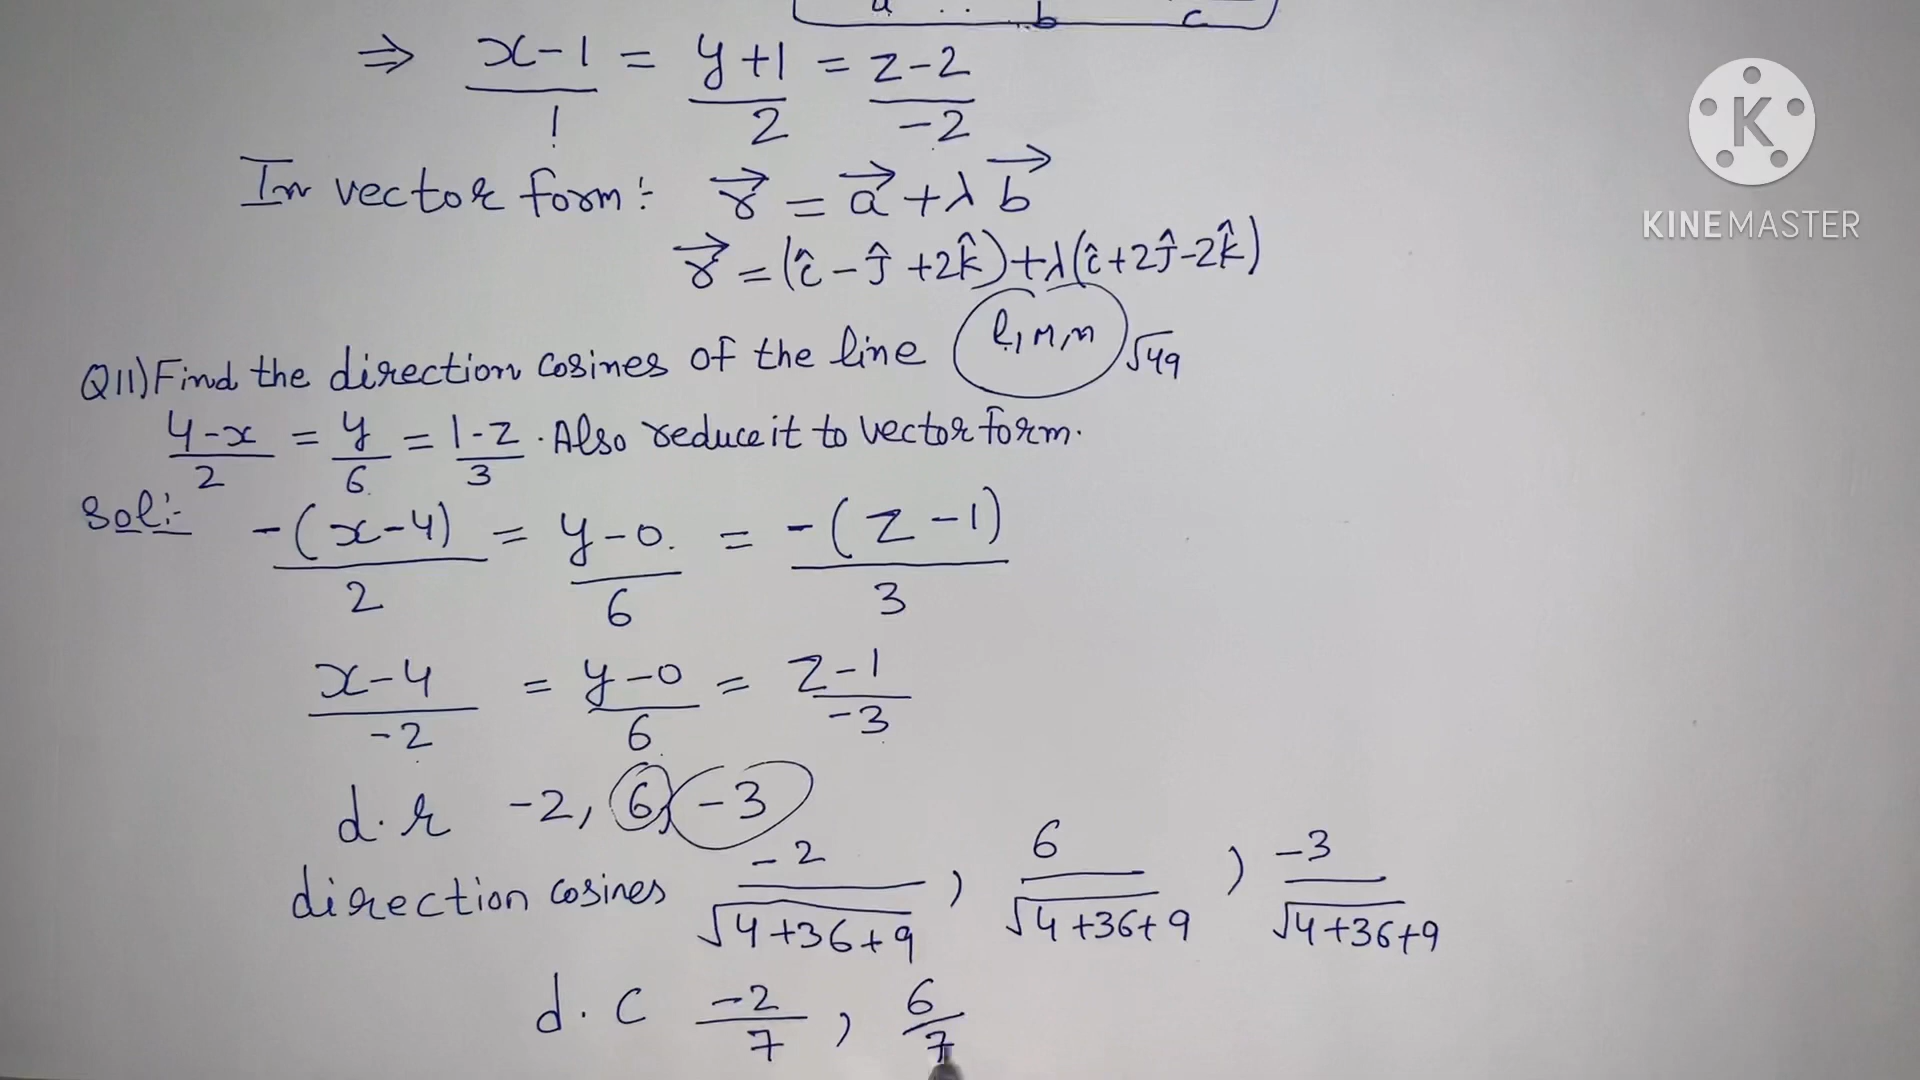 a b c
⇒ x-1/1 = y+1/2 = z-2/-2
In vector form:- r⃗ = a⃗ + λ b⃗
r⃗ = (î - ĵ + 2k̂) + λ(î + 2ĵ - 2k̂)
Q11) Find the direction cosines of the line l, m, n √49
4-x/2 = y/6 = 1-z/3 . Also reduce it to vector form.
Sol:- -(x-4)/2 = y-0/6 = -(z-1)/3
x-4/-2 = y-0/6 = z-1/-3
d.r -2, 6, -3
direction cosines -2/√4+36+9 , 6/√4+36+9 , -3/√4+36+9
d.c -2/7 , 6/7
K
KINEMASTER